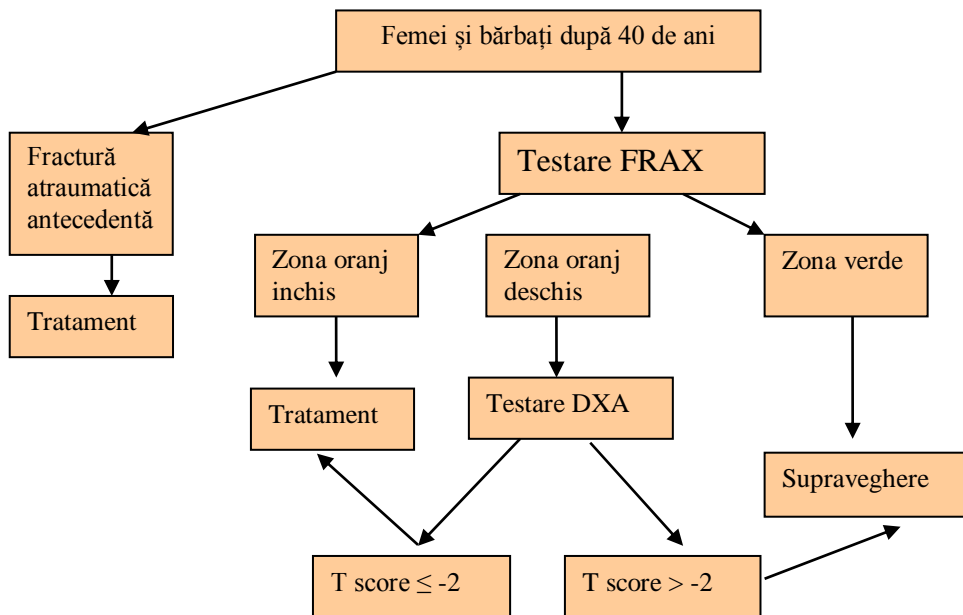 Femei și bărbați după 40 de ani
Fractură
atraumatică
antecedentă
Testare FRAX
Zona oranj
inchis
Zona oranj
deschis
Zona verde
Tratament
Tratament
Testare DXA
Supraveghere
T score ≤ -2
T score > -2